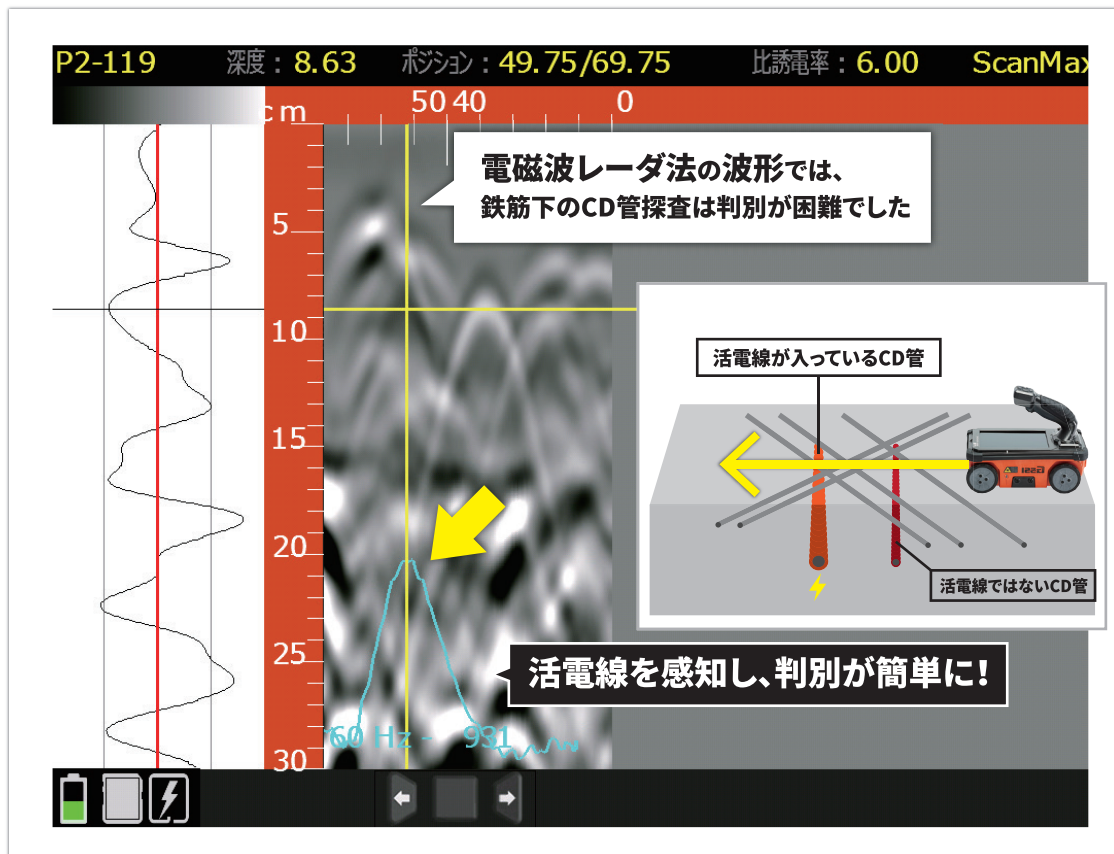 P2-119 深度：8.63 ポジション：49.75/69.75 比誘電率：6.00 ScanMax
cm 50 40 0
電磁波レーダ法の波形では、
鉄筋下のCD管探査は判別が困難でした
5
10
活電線が入っているCD管
15
GSSI
20
活電線ではないCD管
25
活電線を感知し、判別が簡単に!
60 Hz - 931
30